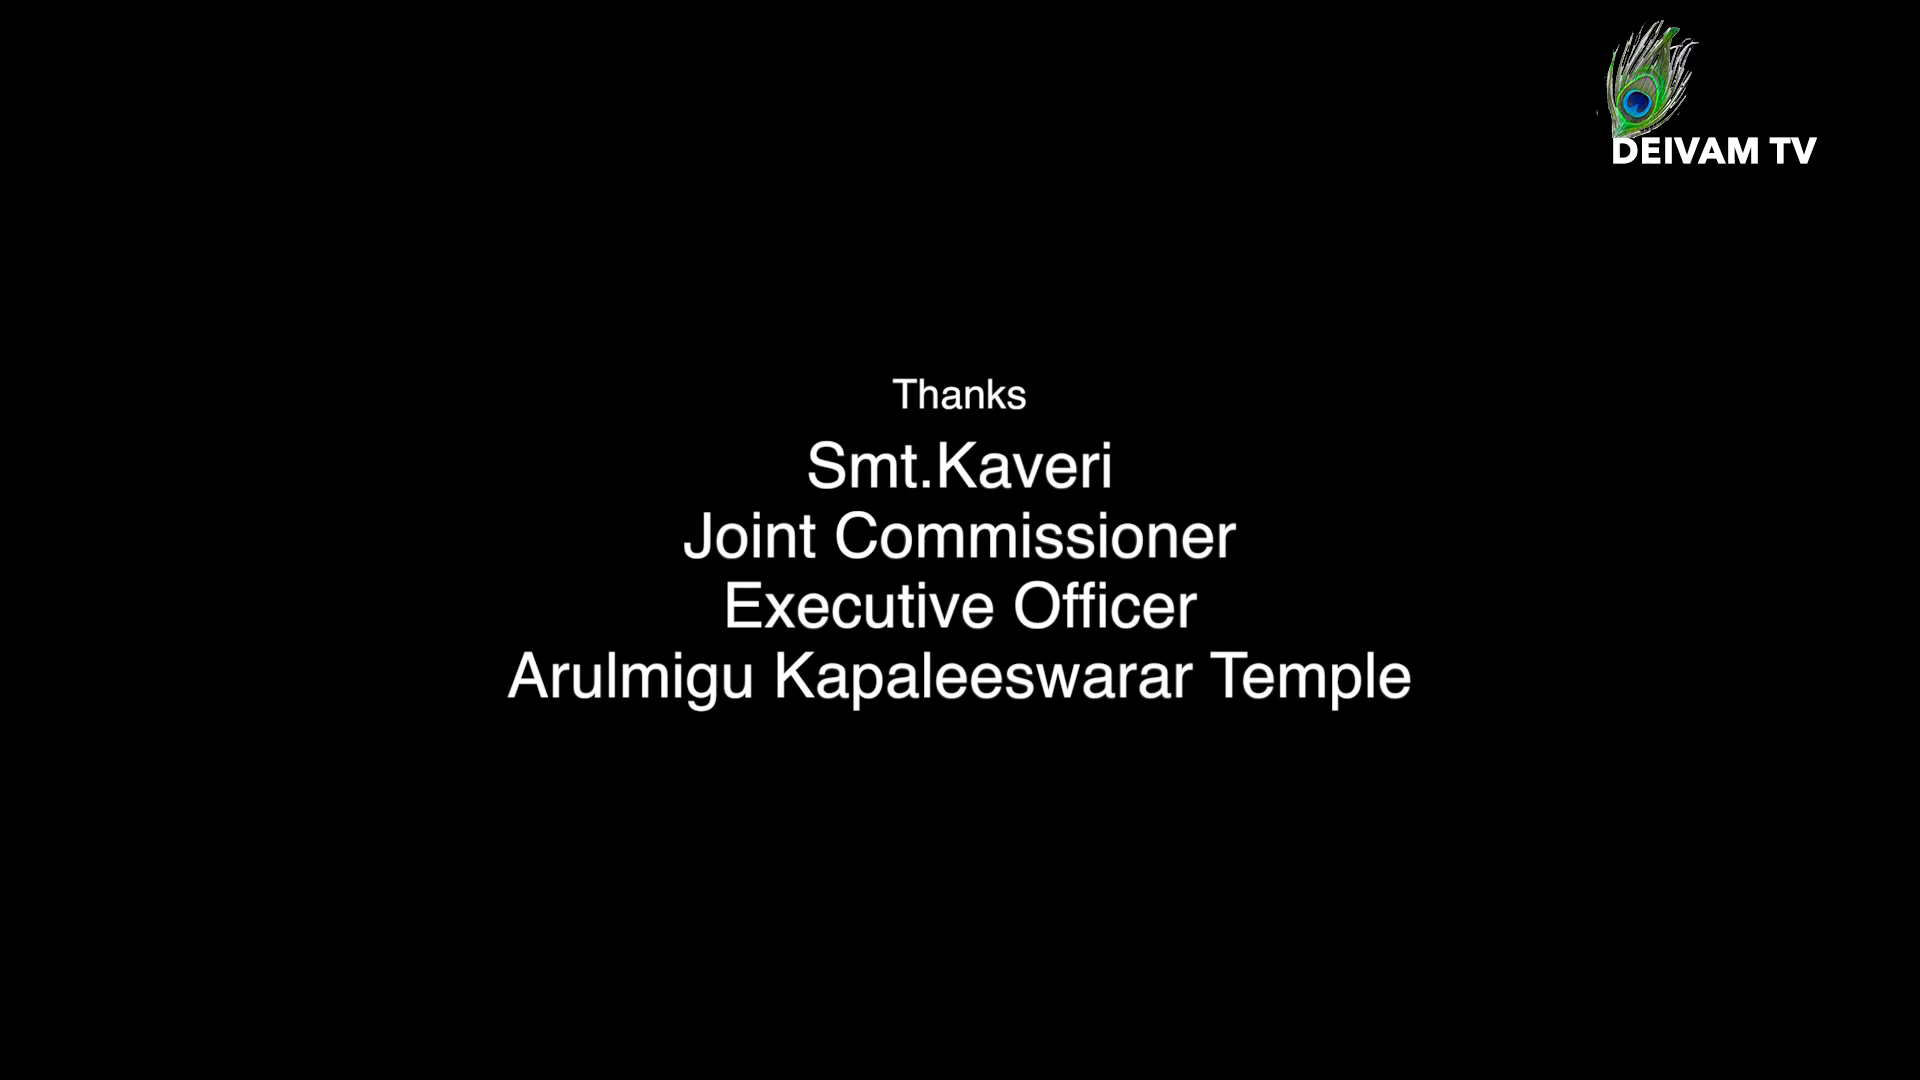 DEIVAM TV
Thanks
Smt.Kaveri
Joint Commissioner
Executive Officer
Arulmigu Kapaleeswarar Temple